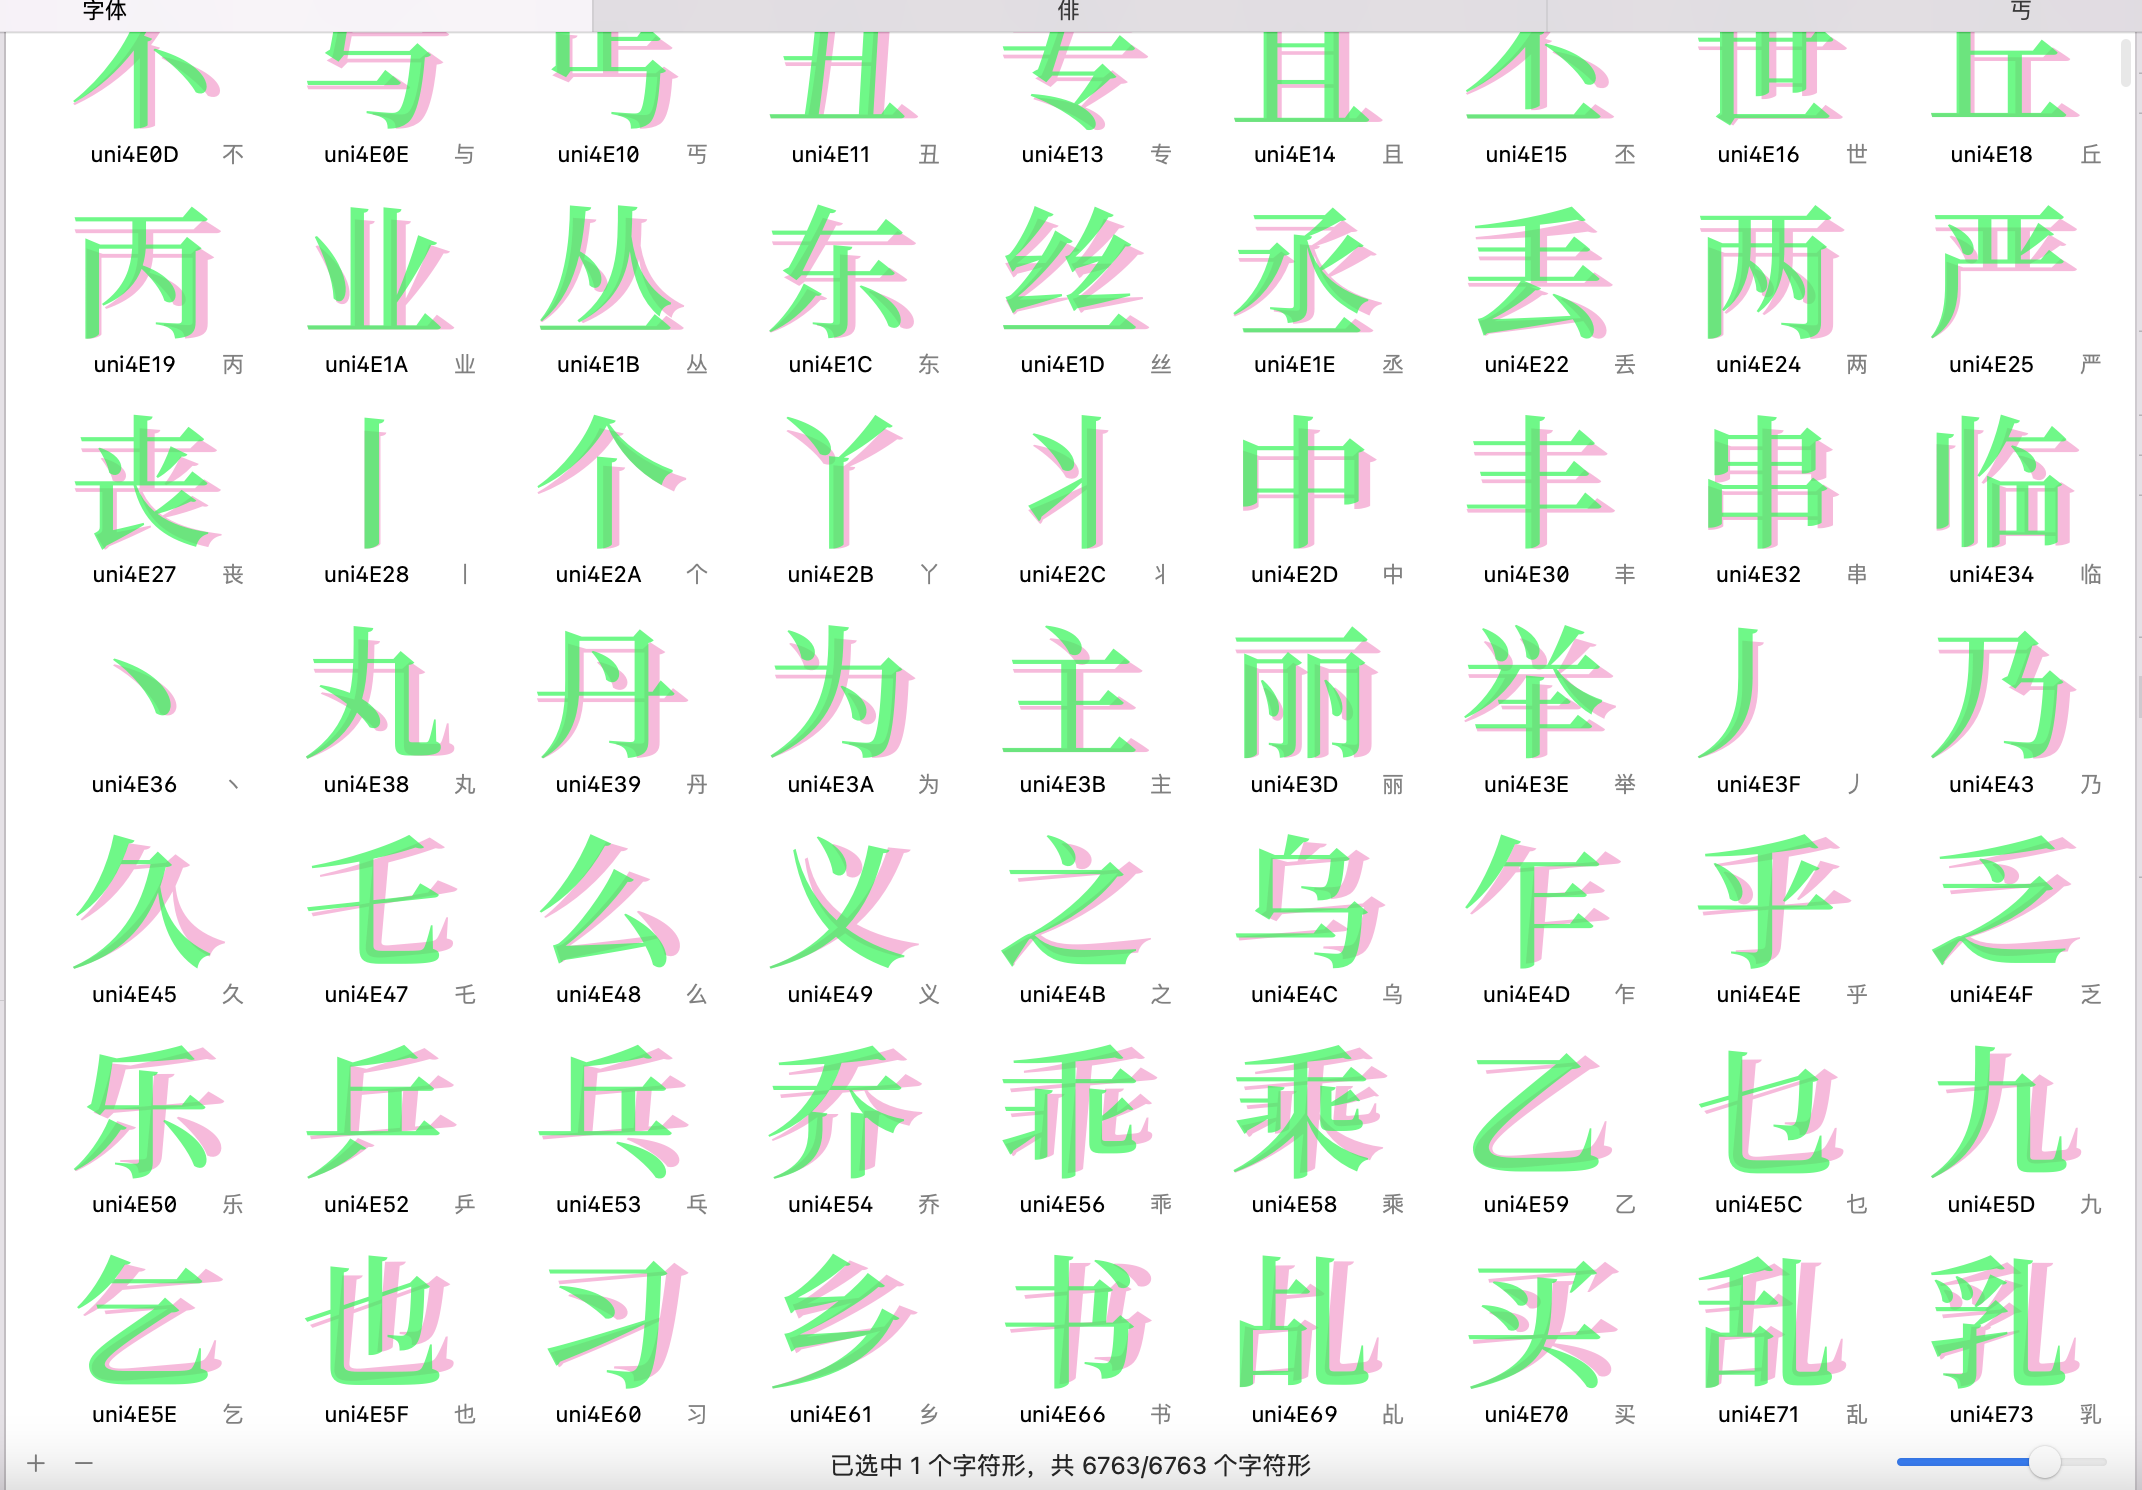 字体 俳 丐
不 与 丐 丑 专 且 丕 世 丘
uni4E0D 不 uni4E0E 与 uni4E10 丐 uni4E11 丑 uni4E13 专 uni4E14 且 uni4E15 丕 uni4E16 世 uni4E18 丘
丙 业 丛 东 丝 丞 丢 两 严
uni4E19 丙 uni4E1A 业 uni4E1B 丛 uni4E1C 东 uni4E1D 丝 uni4E1E 丞 uni4E22 丢 uni4E24 两 uni4E25 严
丧 丨 个 丫 丬 中 丰 串 临
uni4E27 丧 uni4E28 丨 uni4E2A 个 uni4E2B 丫 uni4E2C 丬 uni4E2D 中 uni4E30 丰 uni4E32 串 uni4E34 临
丶 丸 丹 为 主 丽 举 丿 乃
uni4E36 丶 uni4E38 丸 uni4E39 丹 uni4E3A 为 uni4E3B 主 uni4E3D 丽 uni4E3E 举 uni4E3F 丿 uni4E43 乃
久 乇 么 义 之 乌 乍 乎 乏
uni4E45 久 uni4E47 乇 uni4E48 么 uni4E49 义 uni4E4B 之 uni4E4C 乌 uni4E4D 乍 uni4E4E 乎 uni4E4F 乏
乐 乒 乓 乔 乖 乘 乙 乜 九
uni4E50 乐 uni4E52 乒 uni4E53 乓 uni4E54 乔 uni4E56 乖 uni4E58 乘 uni4E59 乙 uni4E5C 乜 uni4E5D 九
乞 也 习 乡 书 乩 买 乱 乳
uni4E5E 乞 uni4E5F 也 uni4E60 习 uni4E61 乡 uni4E66 书 uni4E69 乩 uni4E70 买 uni4E71 乱 uni4E73 乳
已选中 1 个字符形，共 6763/6763 个字符形